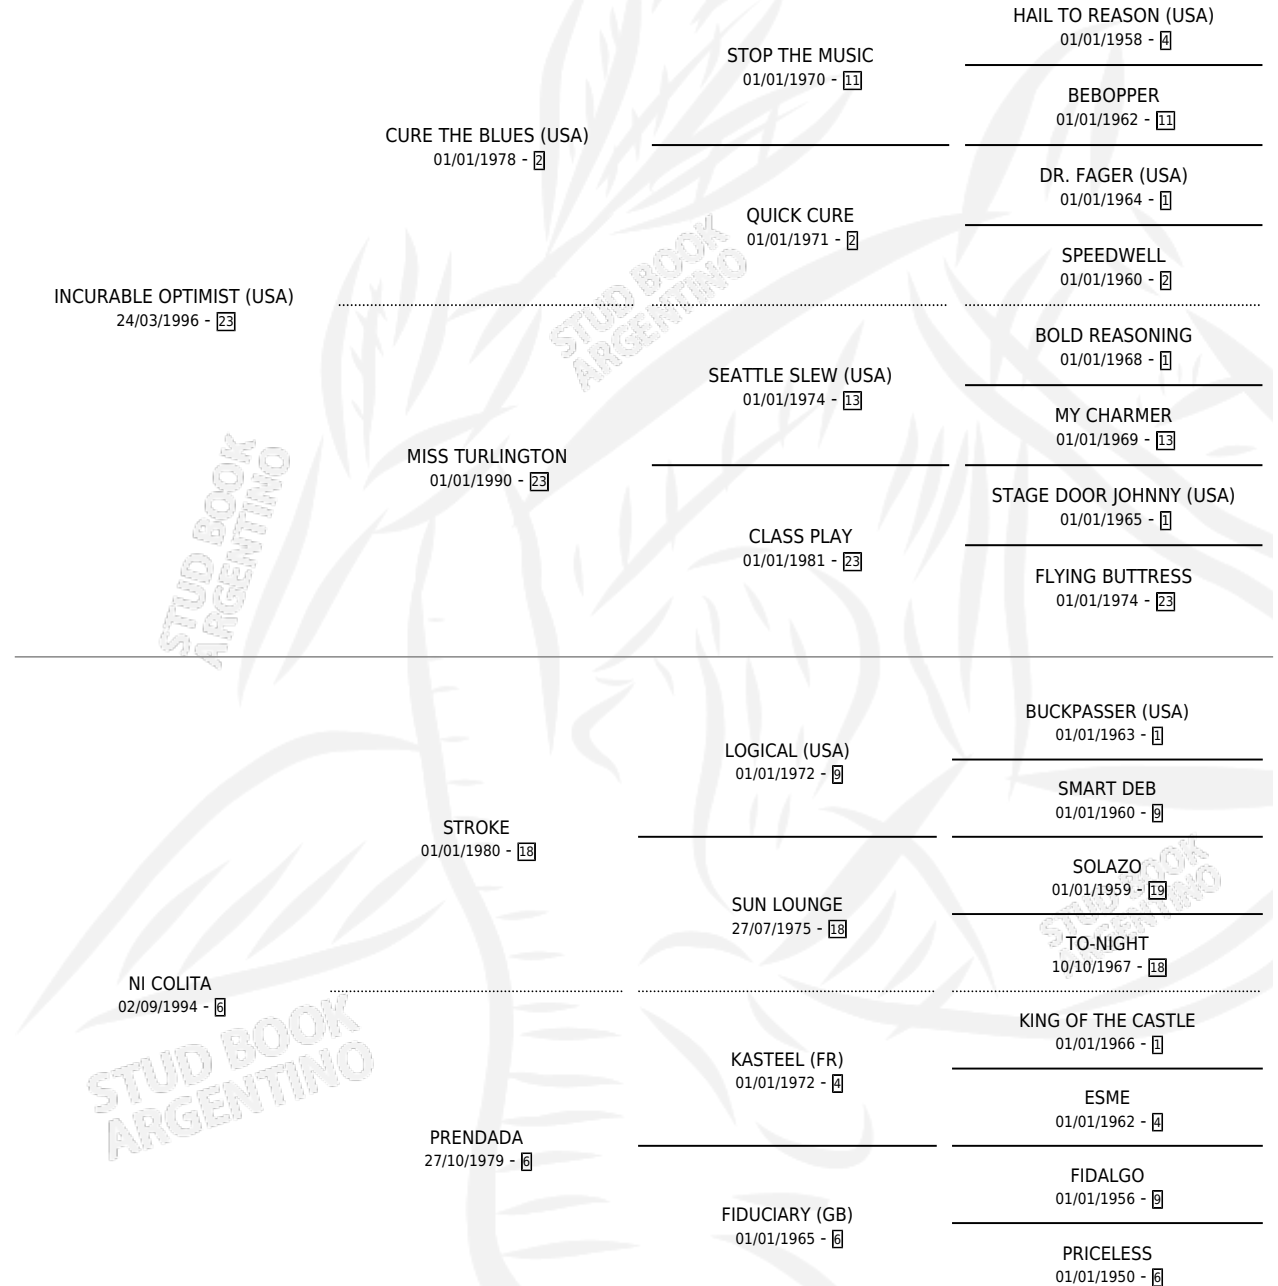 HAIL TO REASON (USA)
01/01/1958 - 4
STOP THE MUSIC
01/01/1970 - 11
BEBOPPER
01/01/1962 - 11
CURE THE BLUES (USA)
01/01/1978 - 2
DR. FAGER (USA)
01/01/1964 - 1
QUICK CURE
01/01/1971 - 2
SPEEDWELL
01/01/1960 - 2
INCURABLE OPTIMIST (USA)
24/03/1996 - 23
BOLD REASONING
01/01/1968 - 1
SEATTLE SLEW (USA)
01/01/1974 - 13
MY CHARMER
01/01/1969 - 13
MISS TURLINGTON
01/01/1990 - 23
STAGE DOOR JOHNNY (USA)
01/01/1965 - 1
CLASS PLAY
01/01/1981 - 23
FLYING BUTTRESS
01/01/1974 - 23
BUCKPASSER (USA)
01/01/1963 - 1
LOGICAL (USA)
01/01/1972 - 9
SMART DEB
01/01/1960 - 9
STROKE
01/01/1980 - 18
SOLAZO
01/01/1959 - 19
SUN LOUNGE
27/07/1975 - 18
TO-NIGHT
10/10/1967 - 18
NI COLITA
02/09/1994 - 6
KING OF THE CASTLE
01/01/1966 - 1
KASTEEL (FR)
01/01/1972 - 4
ESME
01/01/1962 - 4
PRENDADA
27/10/1979 - 6
FIDALGO
01/01/1956 - 9
FIDUCIARY (GB)
01/01/1965 - 6
PRICELESS
01/01/1950 - 6
STUD BOOK
ARGENTINO
STUD BOOK
ARGENTINO
STUD BOOK
ARGENTINO
STUD BOOK
ARGENTINO